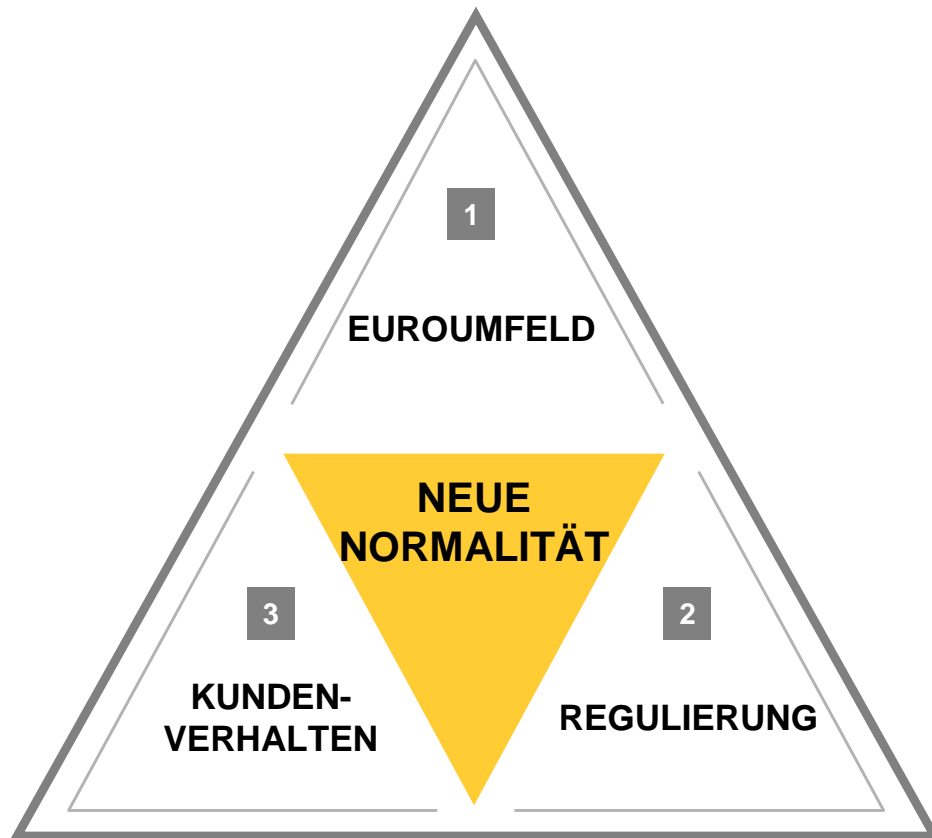 1
EUROUMFELD
NEUE
NORMALITÄT
3
KUNDEN-
VERHALTEN
2
REGULIERUNG